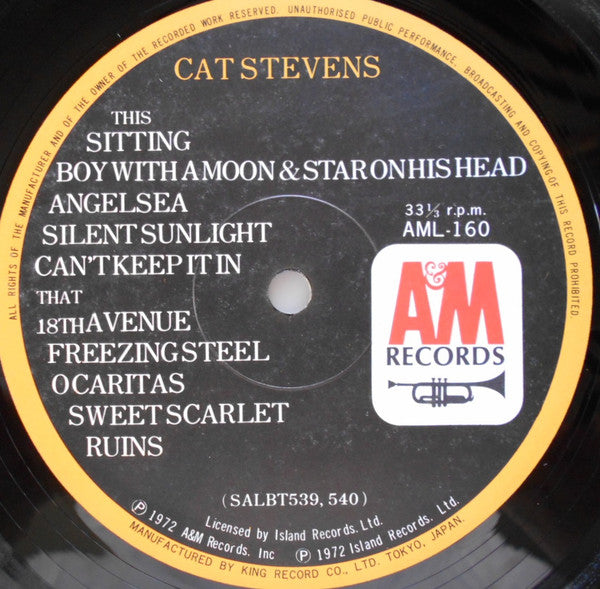 ALL RIGHTS OF THE MANUFACTURER AND OF THE OWNER OF THE RECORDED WORK RESERVED. UNAUTHORISED PUBLIC PERFORMANCE, BROADCASTING AND COPYING OF THIS RECORD PROHIBITED.
CAT STEVENS
THIS
SITTING
BOY WITH A MOON & STAR ON HIS HEAD
ANGELSEA
SILENT SUNLIGHT
CAN'T KEEP IT IN
THAT
18TH AVENUE
FREEZING STEEL
O CARITAS
SWEET SCARLET
RUINS
33⅓ r.p.m.
AML-160
A&M
RECORDS
(SALBT539, 540)
Licensed by Island Records. Ltd.
Ⓟ 1972 A&M Records. Inc Ⓟ 1972 Island Records. Ltd.
MANUFACTURED BY KING RECORD CO., LTD. TOKYO, JAPAN.